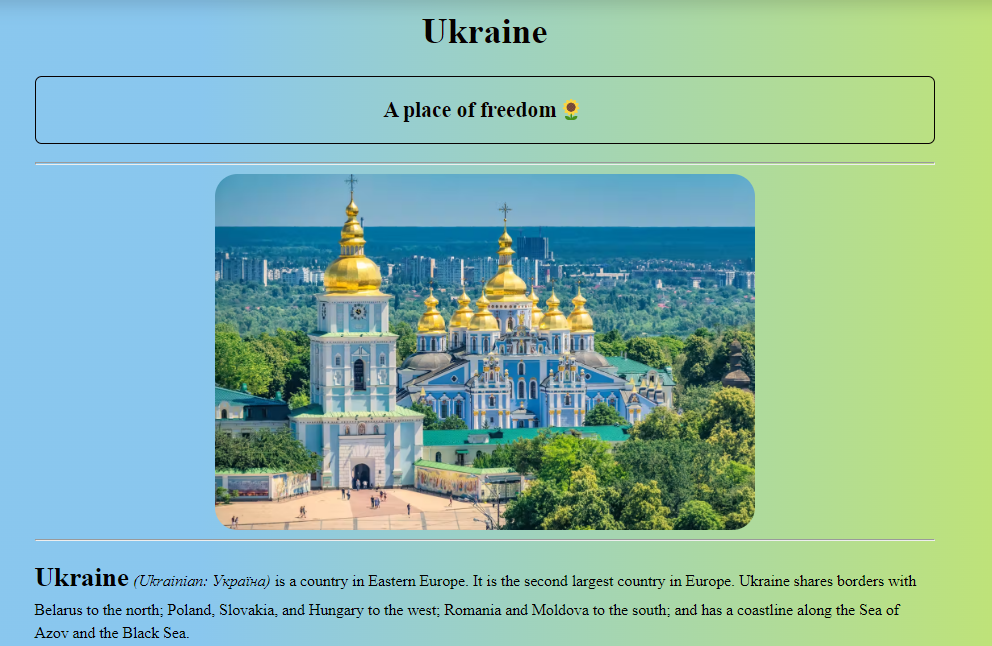 Ukraine
A place of freedom 🌻
Ukraine (Ukrainian: Україна) is a country in Eastern Europe. It is the second largest country in Europe. Ukraine shares borders with
Belarus to the north; Poland, Slovakia, and Hungary to the west; Romania and Moldova to the south; and has a coastline along the Sea of
Azov and the Black Sea.